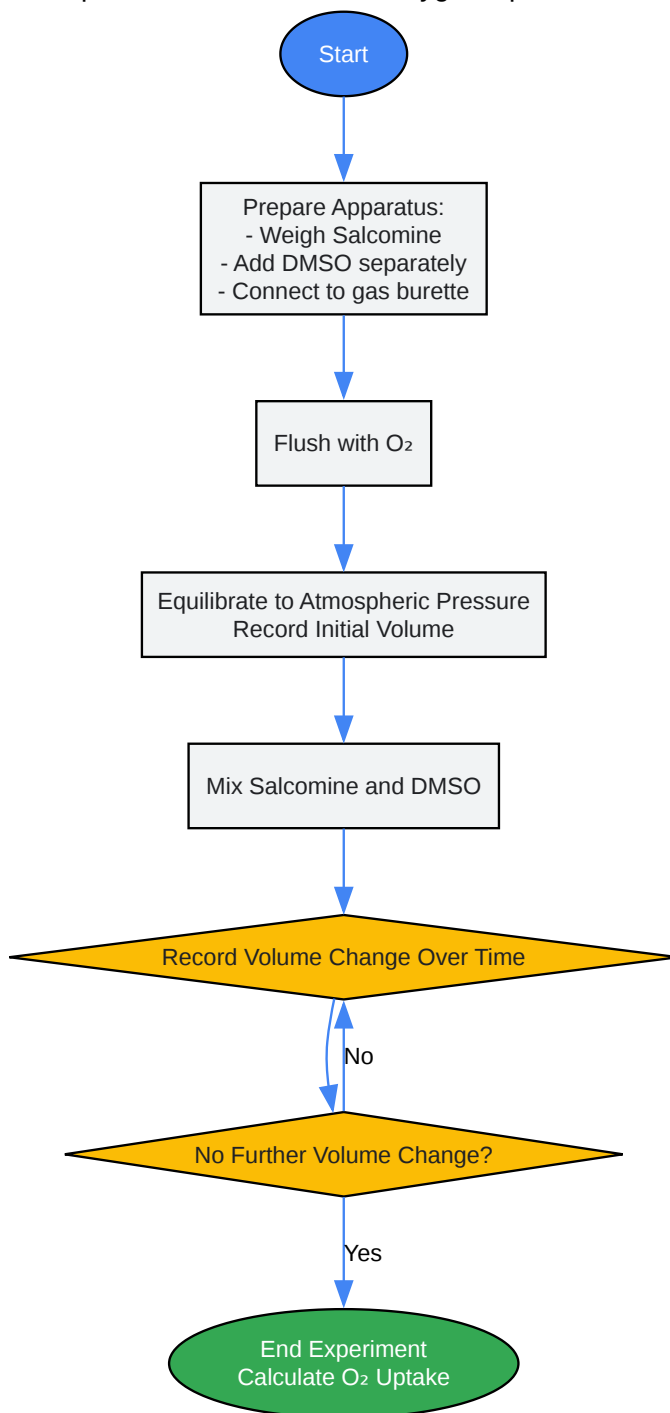 Start
Prepare Apparatus:
- Weigh Salcomine
- Add DMSO separately
- Connect to gas burette
Flush with O₂
Equilibrate to Atmospheric Pressure
Record Initial Volume
Mix Salcomine and DMSO
Record Volume Change Over Time
No
No Further Volume Change?
Yes
End Experiment
Calculate O₂ Uptake